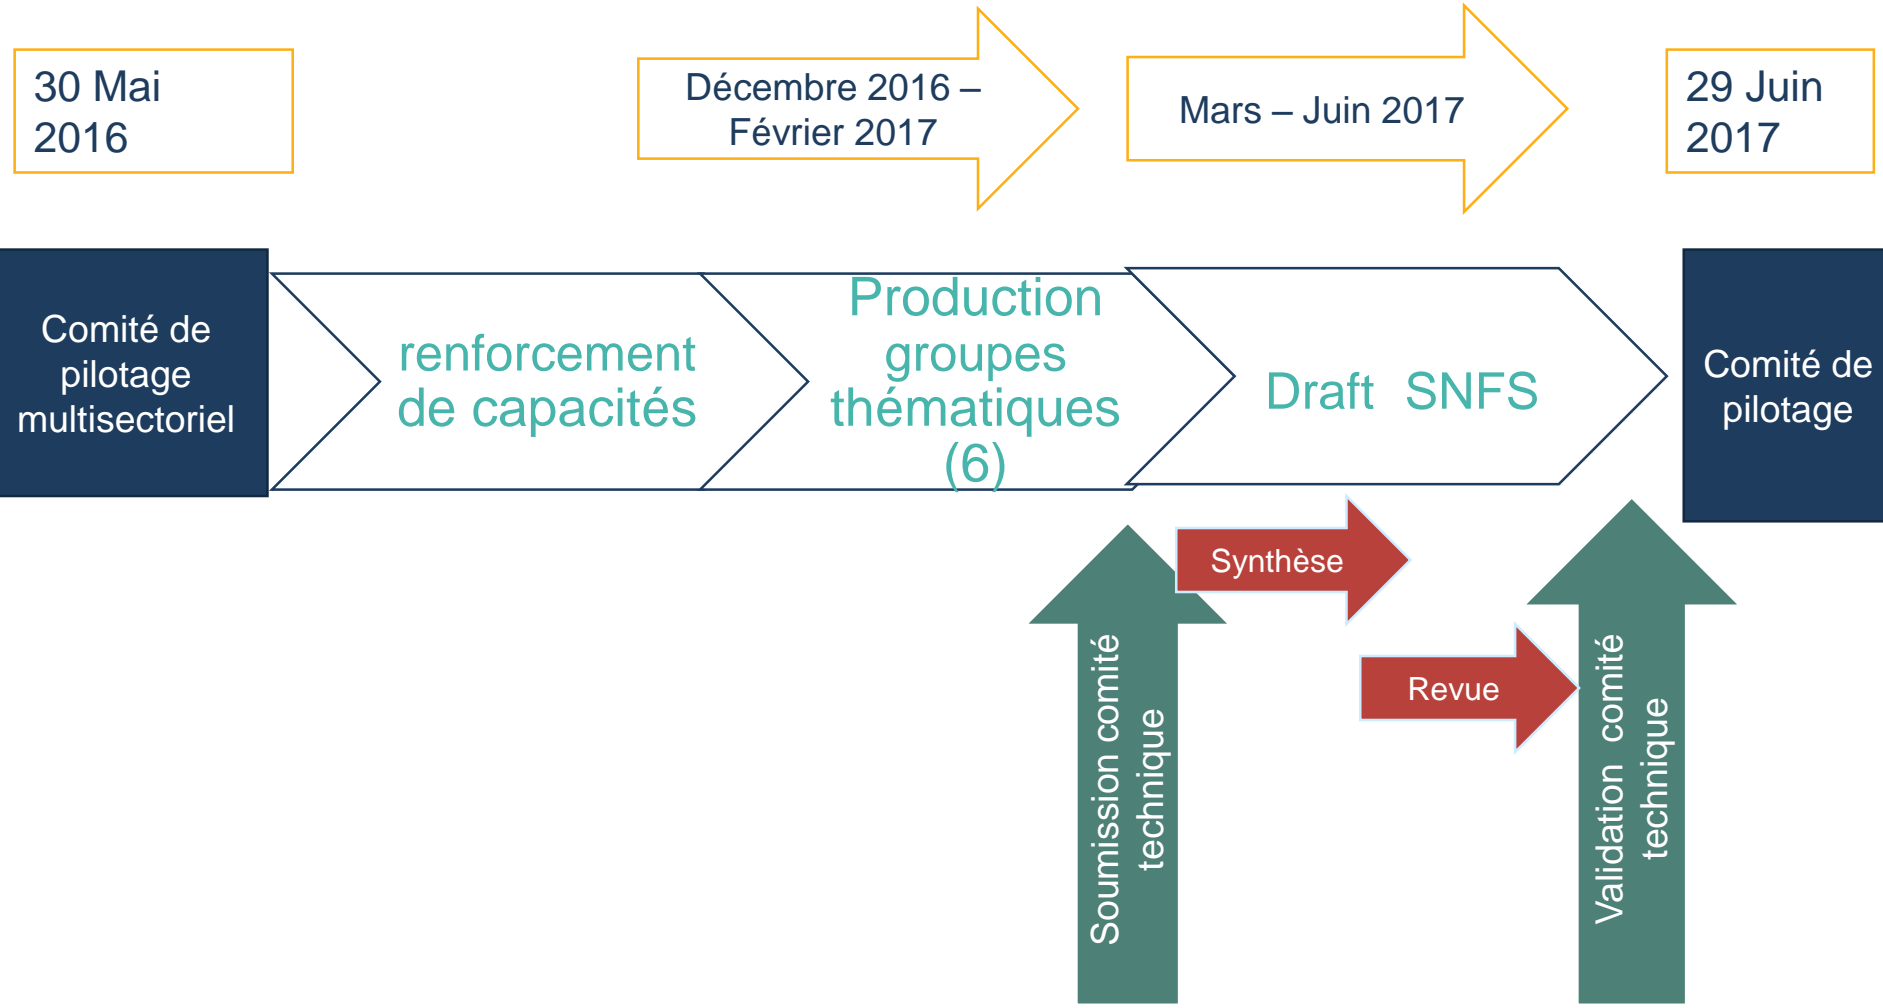 30 Mai
2016
Décembre 2016 –
Février 2017
Mars – Juin 2017
29 Juin
2017
Comité de
pilotage
multisectoriel
renforcement
de capacités
Production
groupes
thématiques
(6)
Draft  SNFS
Comité de
pilotage
Synthèse
Revue
Soumission comité
technique
Validation  comité
technique